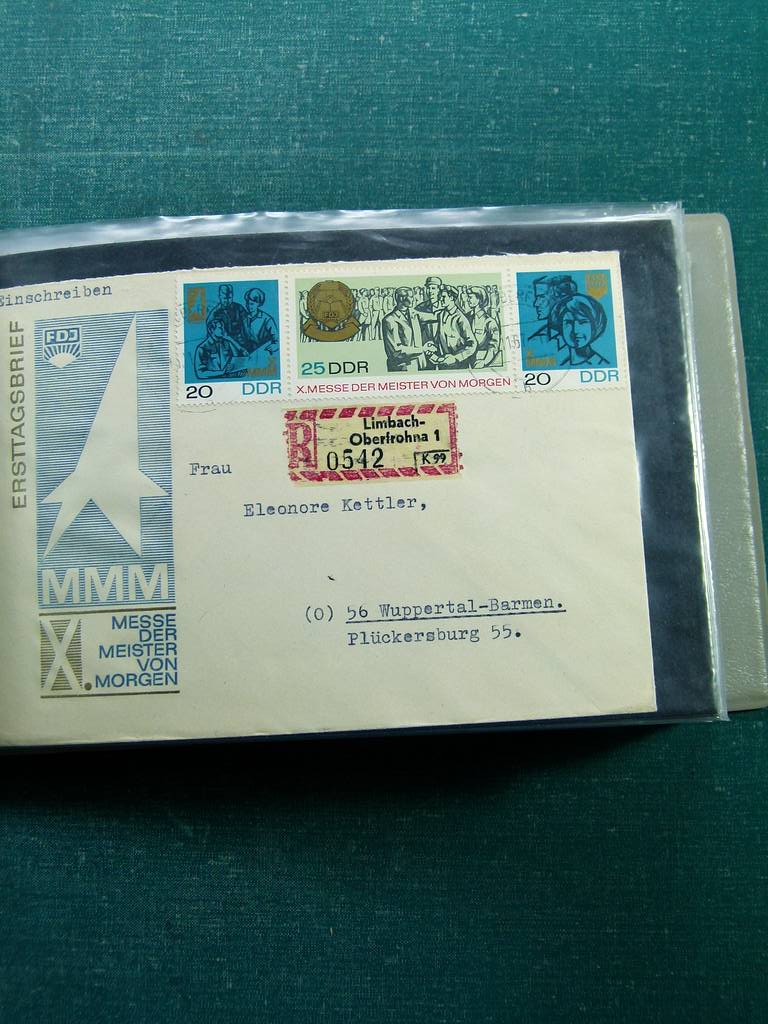 Einschreiben
ERSTTAGSBRIEF
FDJ
MMM
X.
MESSE
DER
MEISTER
VON
MORGEN
20 DDR
FDJ
25 DDR
X. MESSE DER MEISTER VON MORGEN
20 DDR
R
Limbach-
Oberfrohna 1
0542
K 99
Frau
Eleonore Kettler,
(O) 56 Wuppertal-Barmen.
Plückersburg 55.